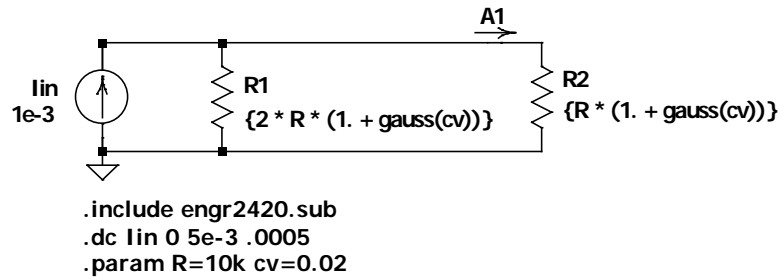 A1
Iin
1e-3
R1
{2 * R * (1. + gauss(cv))}
R2
{R * (1. + gauss(cv))}
.include engr2420.sub
.dc Iin 0 5e-3 .0005
.param R=10k cv=0.02